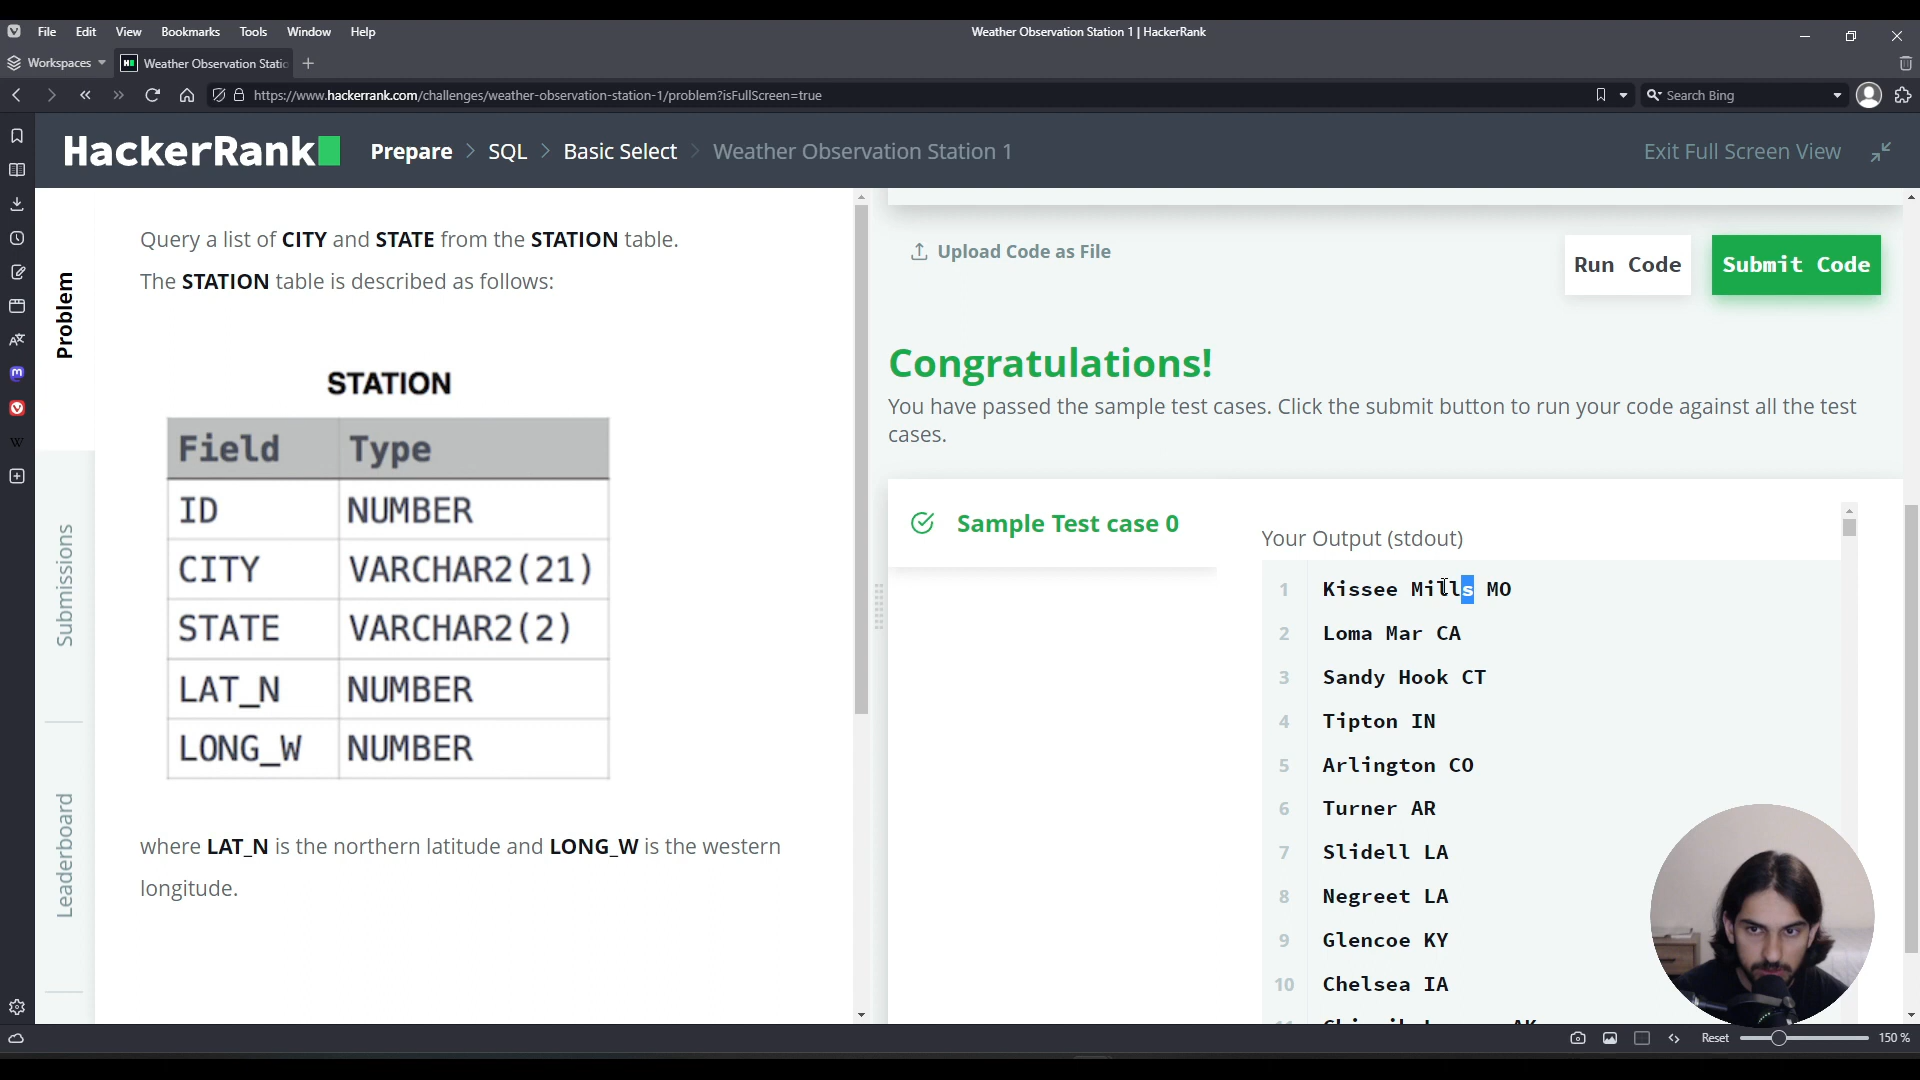 File Edit View Bookmarks Tools Window Help
Weather Observation Station 1 | HackerRank
Workspaces
Weather Observation Statio
https://www.hackerrank.com/challenges/weather-observation-station-1/problem?isFullScreen=true
Search Bing
HackerRank
Prepare > SQL > Basic Select > Weather Observation Station 1
Exit Full Screen View
Problem
Submissions
Leaderboard
Query a list of CITY and STATE from the STATION table.
The STATION table is described as follows:
STATION
Field Type
ID NUMBER
CITY VARCHAR2(21)
STATE VARCHAR2(2)
LAT_N NUMBER
LONG_W NUMBER
where LAT_N is the northern latitude and LONG_W is the western
longitude.
Upload Code as File
Run Code
Submit Code
Congratulations!
You have passed the sample test cases. Click the submit button to run your code against all the test
cases.
Sample Test case 0
Your Output (stdout)
1 Kissee Mills MO
2 Loma Mar CA
3 Sandy Hook CT
4 Tipton IN
5 Arlington CO
6 Turner AR
7 Slidell LA
8 Negreet LA
9 Glencoe KY
10 Chelsea IA
Reset
150 %